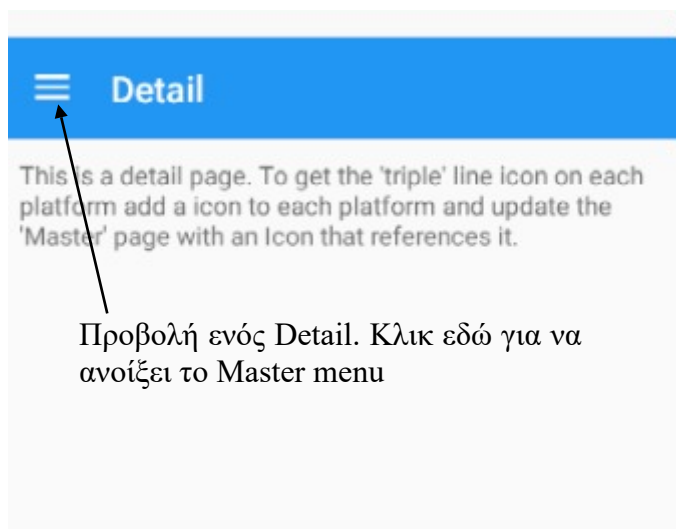 Detail
This is a detail page. To get the 'triple' line icon on each
platform add a icon to each platform and update the
'Master' page with an Icon that references it.
Προβολή ενός Detail. Κλικ εδώ για να
ανοίξει το Master menu